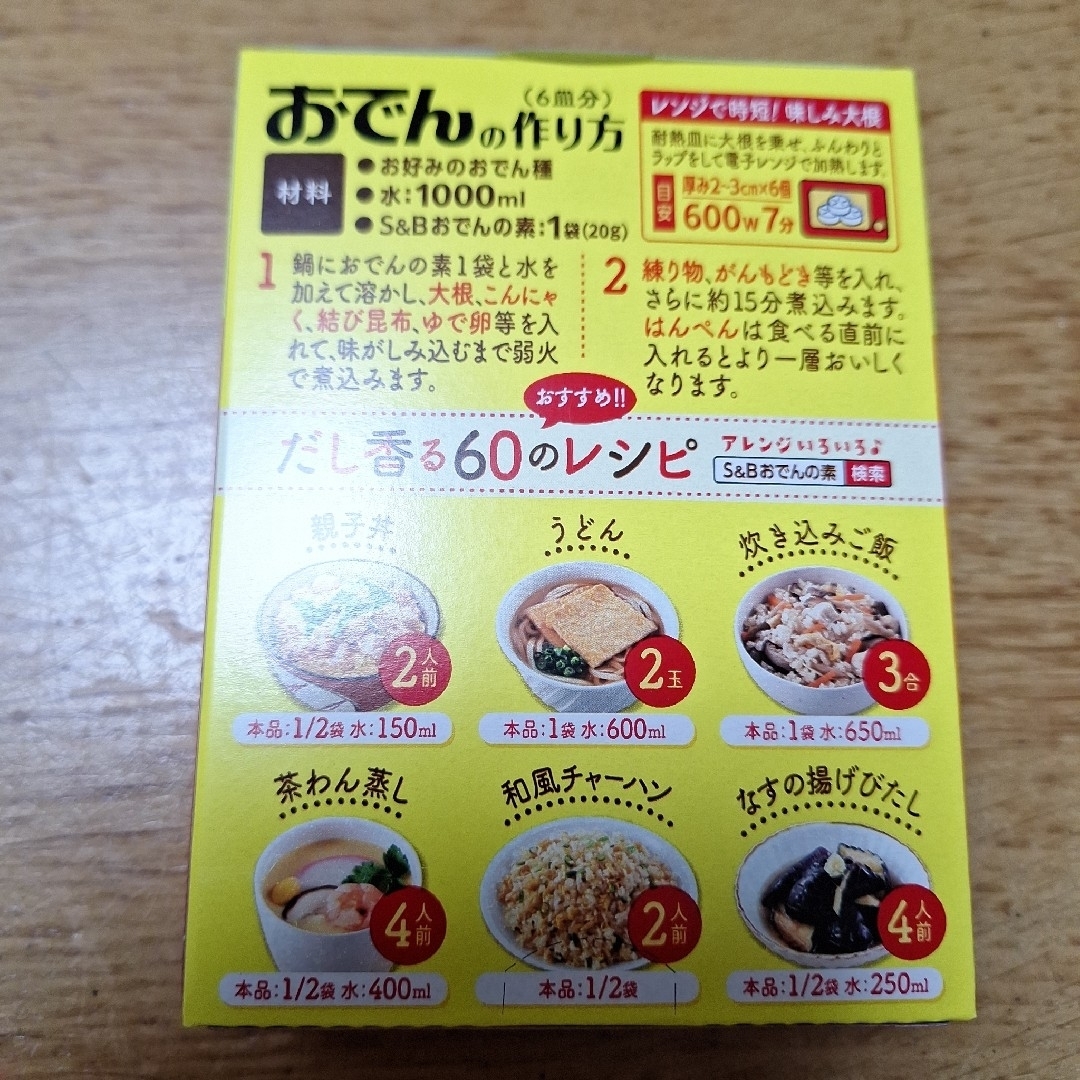 おでんの作り方
(6皿分)
材料
●お好みのおでん種
●水:1000ml
●S&Bおでんの素:1袋(20g)
レンジで時短!味しみ大根
耐熱皿に大根を乗せ、ふんわりと
ラップをして電子レンジで加熱します。
目安
厚み2~3cm×6個
600W7分
1 鍋におでんの素1袋と水を
加えて溶かし、大根、こんにゃ
く、結び昆布、ゆで卵等を入
れて、味がしみ込むまで弱火
で煮込みます。
2 練り物、がんもどき等を入れ、
さらに約15分煮込みます。
はんぺんは食べる直前に
入れるとより一層おいしく
なります。
おすすめ!!
だし香る60のレシピ
アレンジいろいろ♪
S&Bおでんの素 検索
親子丼
2人前
本品:1/2袋 水:150ml
うどん
2玉
本品:1袋 水:600ml
炊き込みご飯
3合
本品:1袋 水:650ml
茶わん蒸し
4人前
本品:1/2袋 水:400ml
和風チャーハン
2人前
本品:1/2袋
なすの揚げびたし
4人前
本品:1/2袋 水:250ml